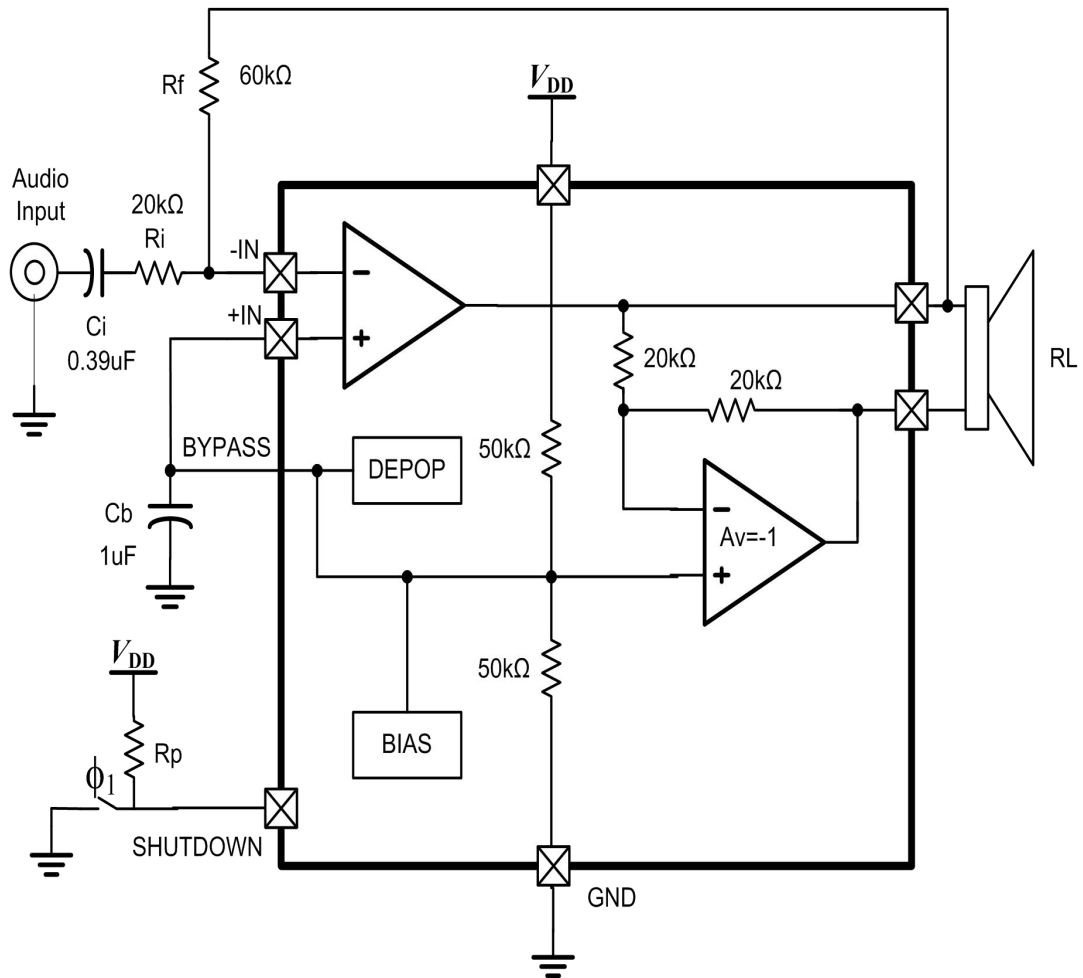 Rf
60kΩ
VDD
Audio
Input
20kΩ
Ri
-IN
+IN
Ci
0.39uF
20kΩ
20kΩ
RL
BYPASS
DEPOP
50kΩ
Cb
1uF
Av=-1
VDD
50kΩ
BIAS
Rp
ϕ1
SHUTDOWN
GND